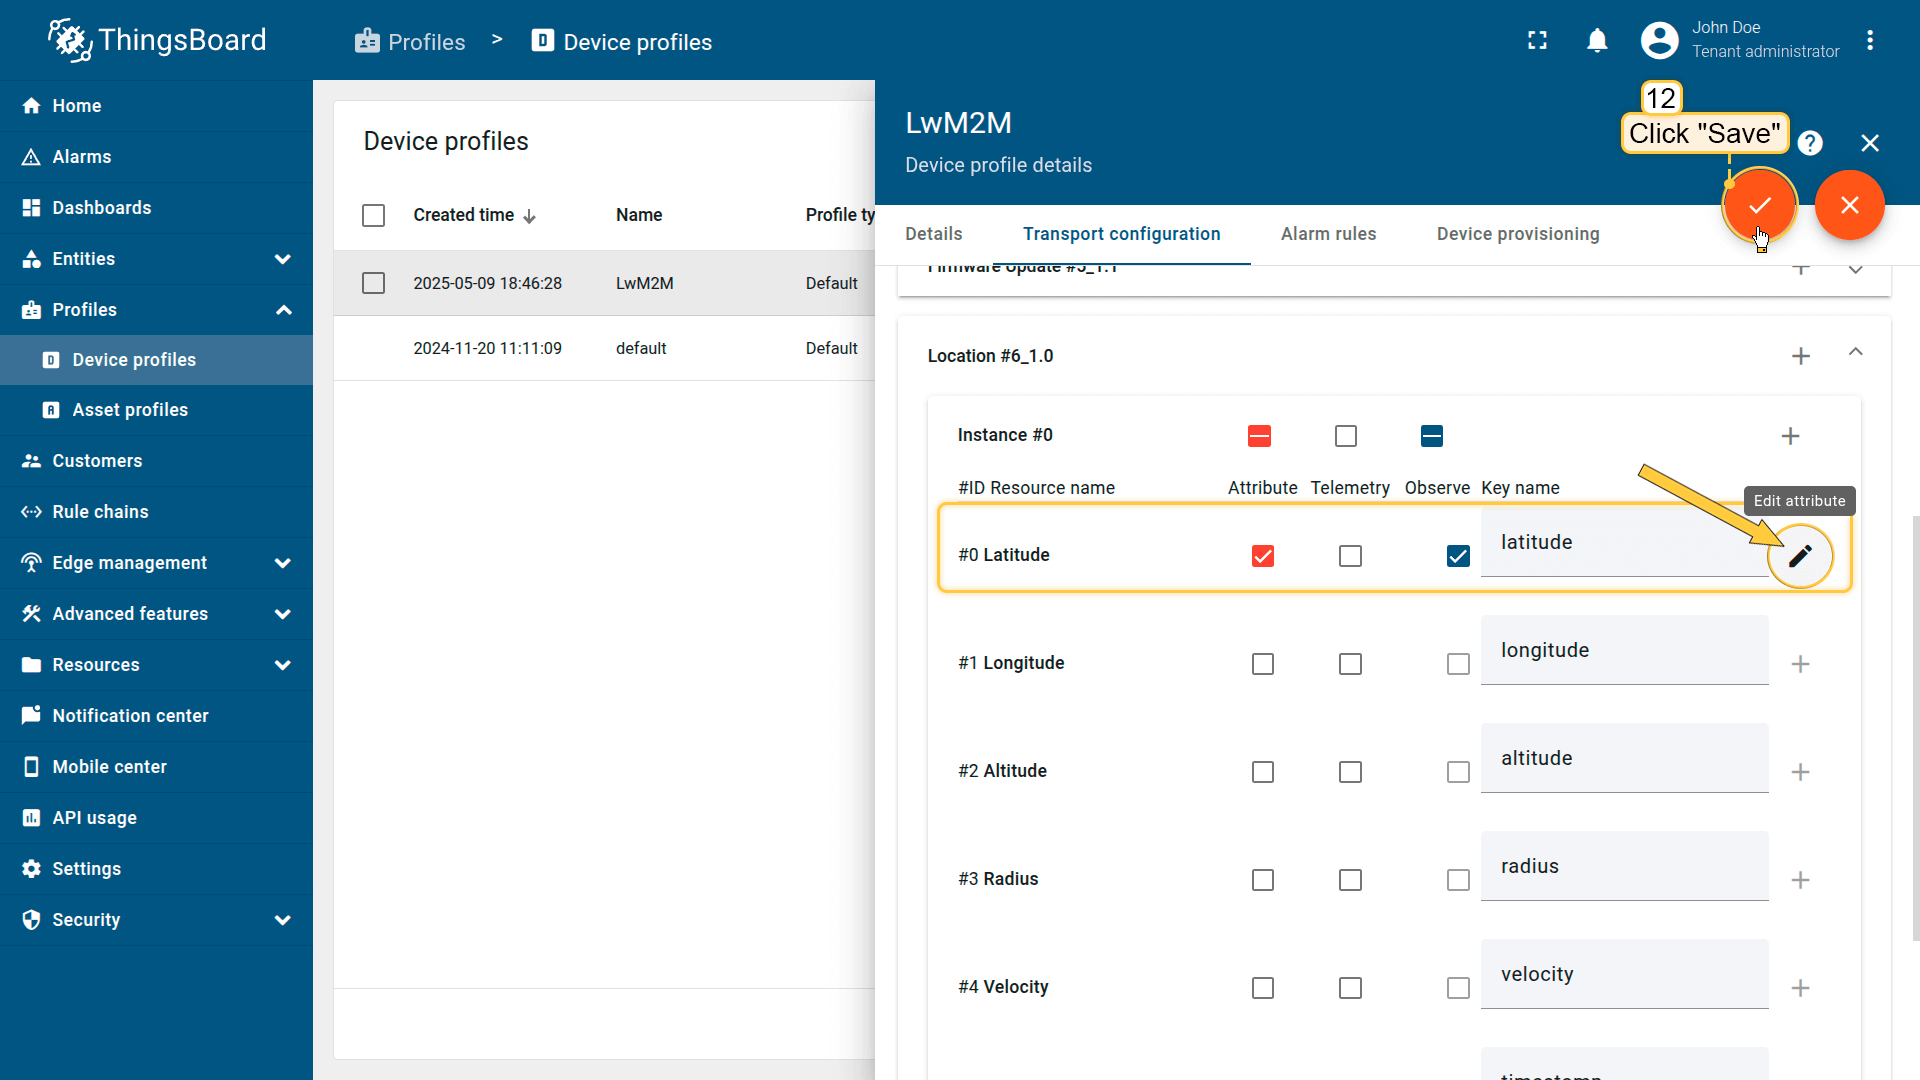 ThingsBoard
Profiles > Device profiles
John Doe
Tenant administrator
Home
Alarms
Dashboards
Entities
Profiles
Device profiles
Asset profiles
Customers
Rule chains
Edge management
Advanced features
Resources
Notification center
Mobile center
API usage
Settings
Security
Device profiles
Created time Name Profile ty
2025-05-09 18:46:28 LwM2M Default
2024-11-20 11:11:09 default Default
LwM2M
Device profile details
12
Click "Save"
Details Transport configuration Alarm rules Device provisioning
Firmware Update #5_1.1
Location #6_1.0
Instance #0
#ID Resource name Attribute Telemetry Observe Key name
Edit attribute
#0 Latitude latitude
#1 Longitude longitude
#2 Altitude altitude
#3 Radius radius
#4 Velocity velocity
timestamp